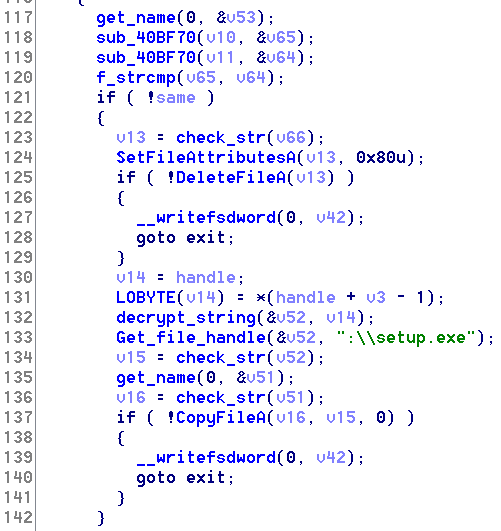 117 get_name(0, &v53);
118 sub_40BF70(v10, &v65);
119 sub_40BF70(v11, &v64);
120 f_strcmp(v65, v64);
121 if ( !same )
122 {
123 v13 = check_str(v66);
124 SetFileAttributesA(v13, 0x80u);
125 if ( !DeleteFileA(v13) )
126 {
127 __writefsdword(0, v42);
128 goto exit;
129 }
130 v14 = handle;
131 LOBYTE(v14) = *(handle + v3 - 1);
132 decrypt_string(&v52, v14);
133 Get_file_handle(&v52, ":\\setup.exe");
134 v15 = check_str(v52);
135 get_name(0, &v51);
136 v16 = check_str(v51);
137 if ( !CopyFileA(v16, v15, 0) )
138 {
139 __writefsdword(0, v42);
140 goto exit;
141 }
142 }